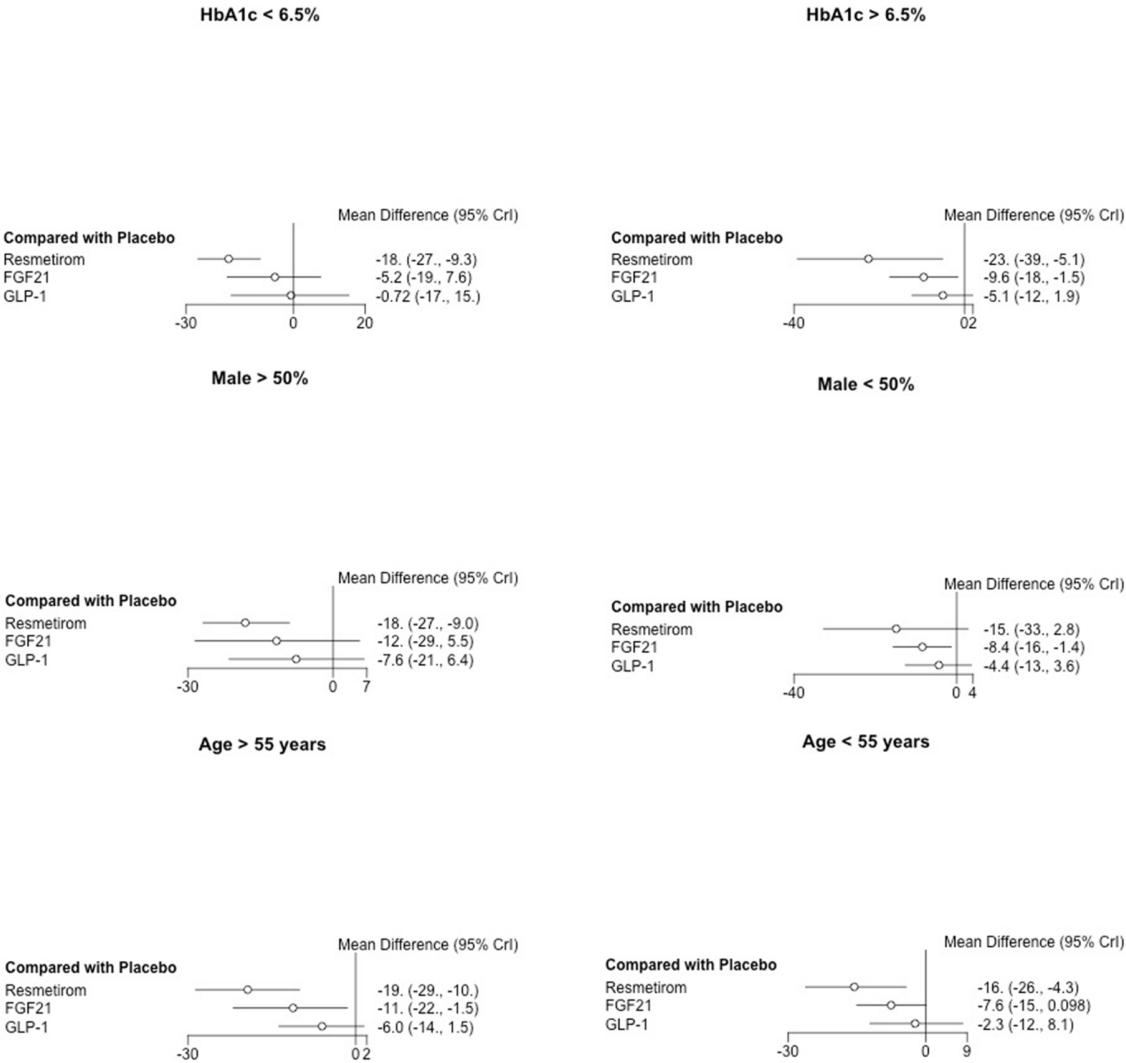 HbA1c < 6.5%
Mean Difference (95% CrI)
Compared with Placebo
Resmetirom -18. (-27., -9.3)
FGF21 -5.2 (-19., 7.6)
GLP-1 -0.72 (-17., 15.)
-30 0 20
HbA1c > 6.5%
Mean Difference (95% CrI)
Compared with Placebo
Resmetirom -23. (-39., -5.1)
FGF21 -9.6 (-18., -1.5)
GLP-1 -5.1 (-12., 1.9)
-40 0 2
Male > 50%
Mean Difference (95% CrI)
Compared with Placebo
Resmetirom -18. (-27., -9.0)
FGF21 -12. (-29., 5.5)
GLP-1 -7.6 (-21., 6.4)
-30 0 7
Male < 50%
Mean Difference (95% CrI)
Compared with Placebo
Resmetirom -15. (-33., 2.8)
FGF21 -8.4 (-16., -1.4)
GLP-1 -4.4 (-13., 3.6)
-40 0 4
Age > 55 years
Mean Difference (95% CrI)
Compared with Placebo
Resmetirom -19. (-29., -10.)
FGF21 -11. (-22., -1.5)
GLP-1 -6.0 (-14., 1.5)
-30 0 2
Age < 55 years
Mean Difference (95% CrI)
Compared with Placebo
Resmetirom -16. (-26., -4.3)
FGF21 -7.6 (-15., 0.098)
GLP-1 -2.3 (-12., 8.1)
-30 0 9